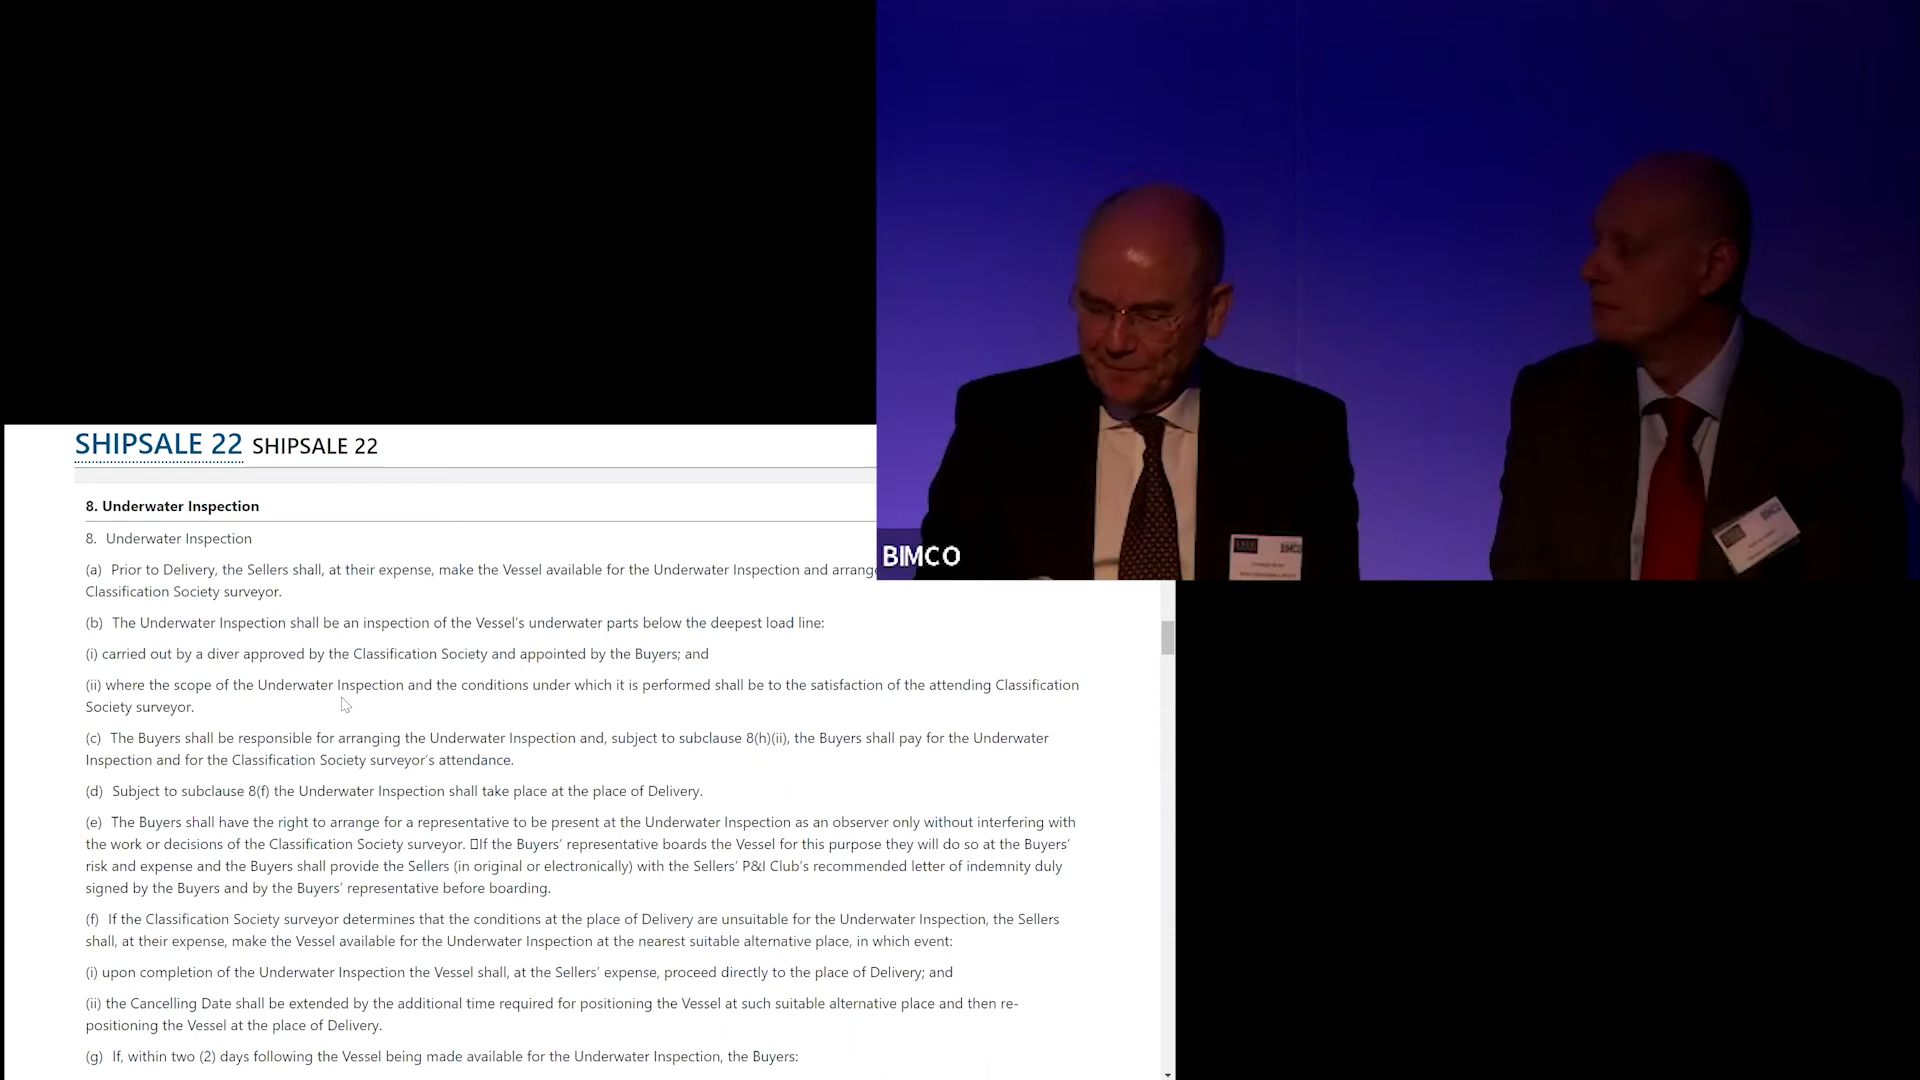 SHIPSALE 22 SHIPSALE 22
8. Underwater Inspection
8. Underwater Inspection
(a) Prior to Delivery, the Sellers shall, at their expense, make the Vessel available for the Underwater Inspection and arrange
Classification Society surveyor.
(b) The Underwater Inspection shall be an inspection of the Vessel's underwater parts below the deepest load line:
(i) carried out by a diver approved by the Classification Society and appointed by the Buyers; and
(ii) where the scope of the Underwater Inspection and the conditions under which it is performed shall be to the satisfaction of the attending Classification
Society surveyor.
(c) The Buyers shall be responsible for arranging the Underwater Inspection and, subject to subclause 8(h)(ii), the Buyers shall pay for the Underwater
Inspection and for the Classification Society surveyor's attendance.
(d) Subject to subclause 8(f) the Underwater Inspection shall take place at the place of Delivery.
(e) The Buyers shall have the right to arrange for a representative to be present at the Underwater Inspection as an observer only without interfering with
the work or decisions of the Classification Society surveyor. If the Buyers' representative boards the Vessel for this purpose they will do so at the Buyers'
risk and expense and the Buyers shall provide the Sellers (in original or electronically) with the Sellers' P&I Club's recommended letter of indemnity duly
signed by the Buyers and by the Buyers' representative before boarding.
(f) If the Classification Society surveyor determines that the conditions at the place of Delivery are unsuitable for the Underwater Inspection, the Sellers
shall, at their expense, make the Vessel available for the Underwater Inspection at the nearest suitable alternative place, in which event:
(i) upon completion of the Underwater Inspection the Vessel shall, at the Sellers' expense, proceed directly to the place of Delivery; and
(ii) the Cancelling Date shall be extended by the additional time required for positioning the Vessel at such suitable alternative place and then re-
positioning the Vessel at the place of Delivery.
(g) If, within two (2) days following the Vessel being made available for the Underwater Inspection, the Buyers:
BIMCO
BIMCO
BIMCO